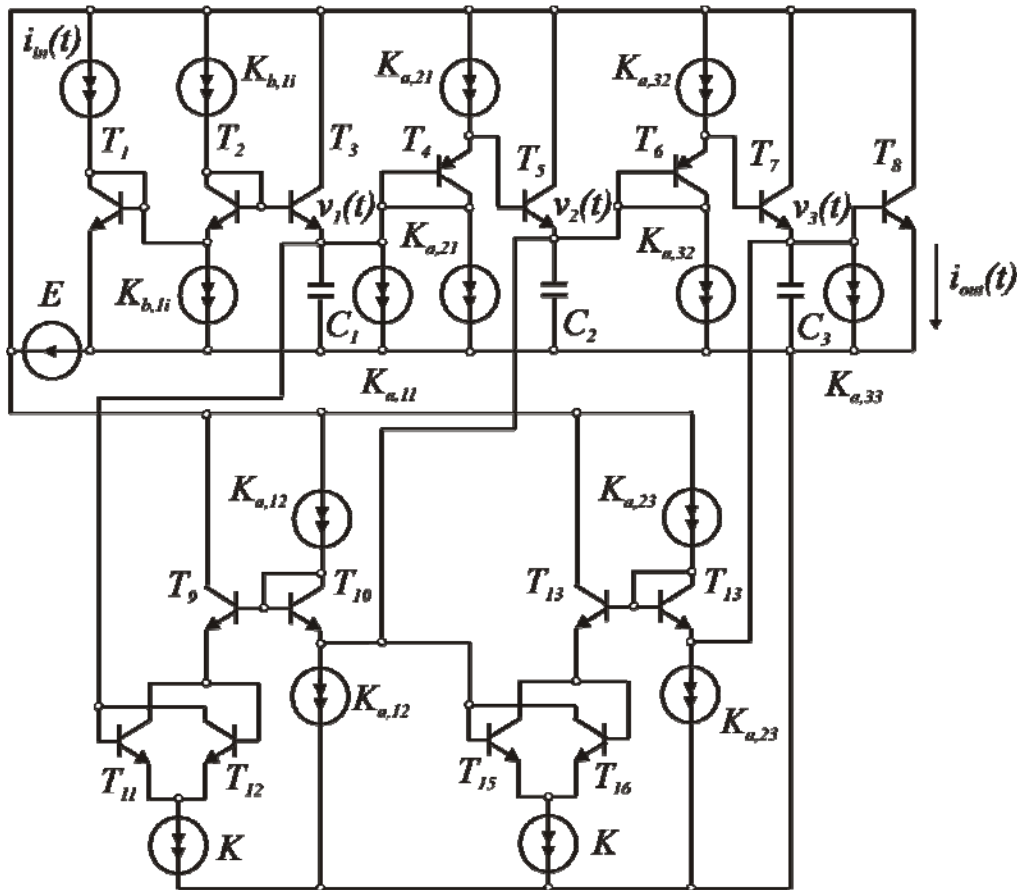 i_in(t)
K_b,1i
K_a,21
K_a,32
T_1
T_2
T_3
T_4
T_5
T_6
T_7
T_8
v_1(t)
v_2(t)
v_3(t)
K_a,21
K_a,32
K_b,1i
E
C_1
C_2
C_3
i_out(t)
K_a,11
K_a,33
K_a,12
K_a,23
T_9
T_10
T_13
T_13
K_a,12
K_a,23
T_11
T_12
T_15
T_16
K
K